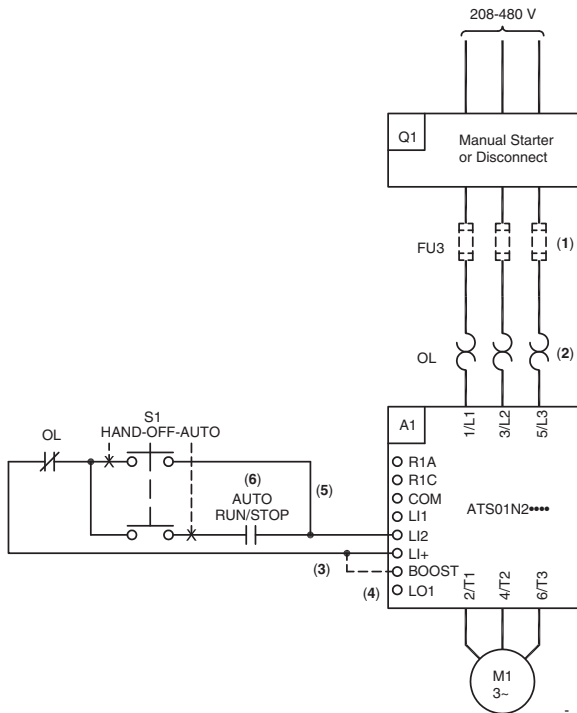 208-480 V
Q1
Manual Starter
or Disconnect
FU3
(1)
OL
(2)
S1
HAND-OFF-AUTO
OL
A1
1/L1
3/L2
5/L3
R1A
R1C
COM
LI1
LI2
LI+
BOOST
LO1
ATS01N2••••
(6)
AUTO
RUN/STOP
(5)
(3)
(4)
2/T1
4/T2
6/T3
M1
3~